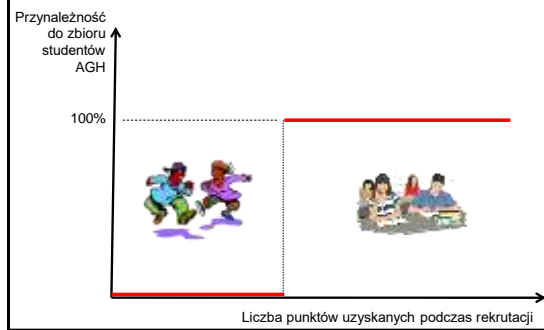 Przynależność
do zbioru
studentów
AGH
100%
Liczba punktów uzyskanych podczas rekrutacji